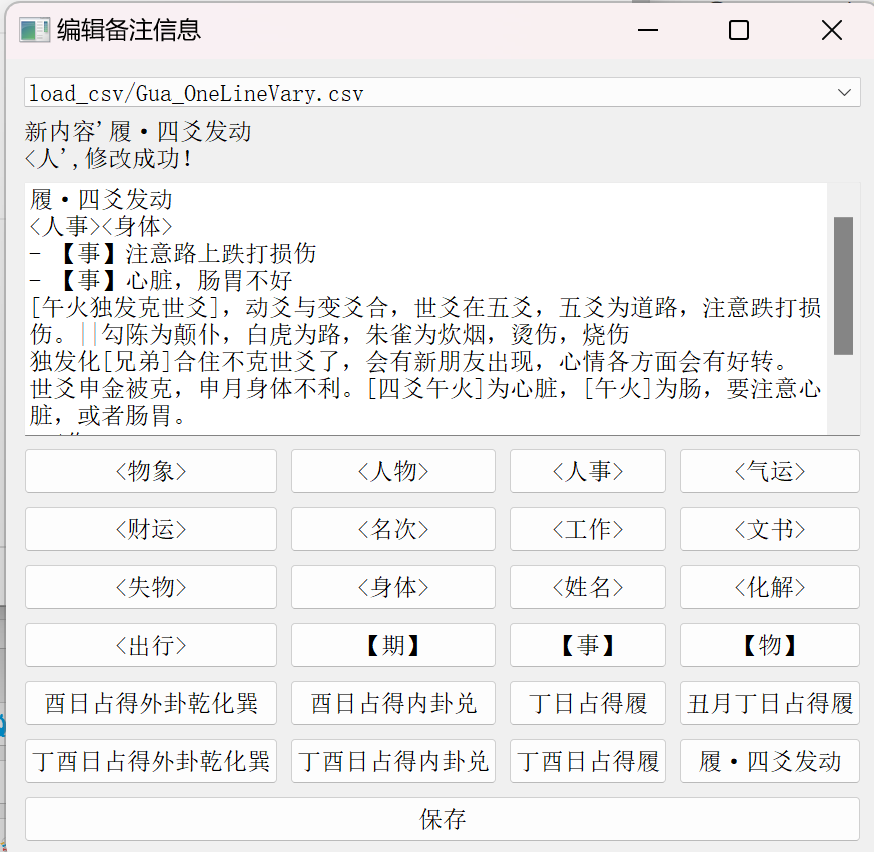 编辑备注信息
load_csv/Gua_OneLineVary.csv
新内容'履·四爻发动
<人',修改成功!
履·四爻发动
<人事><身体>
- 【事】注意路上跌打损伤
- 【事】心脏，肠胃不好
[午火独发克世爻]，动爻与变爻合，世爻在五爻，五爻为道路，注意跌打损
伤。||勾陈为颠仆，白虎为路，朱雀为炊烟，烫伤，烧伤
独发化[兄弟]合住不克世爻了，会有新朋友出现，心情各方面会有好转。
世爻申金被克，申月身体不利。[四爻午火]为心脏，[午火]为肠，要注意心
脏，或者肠胃。
<物象> <人物> <人事> <气运>
<财运> <名次> <工作> <文书>
<失物> <身体> <姓名> <化解>
<出行> 【期】 【事】 【物】
酉日占得外卦乾化巽 酉日占得内卦兑 丁日占得履 丑月丁日占得履
丁酉日占得外卦乾化巽 丁酉日占得内卦兑 丁酉日占得履 履·四爻发动
保存